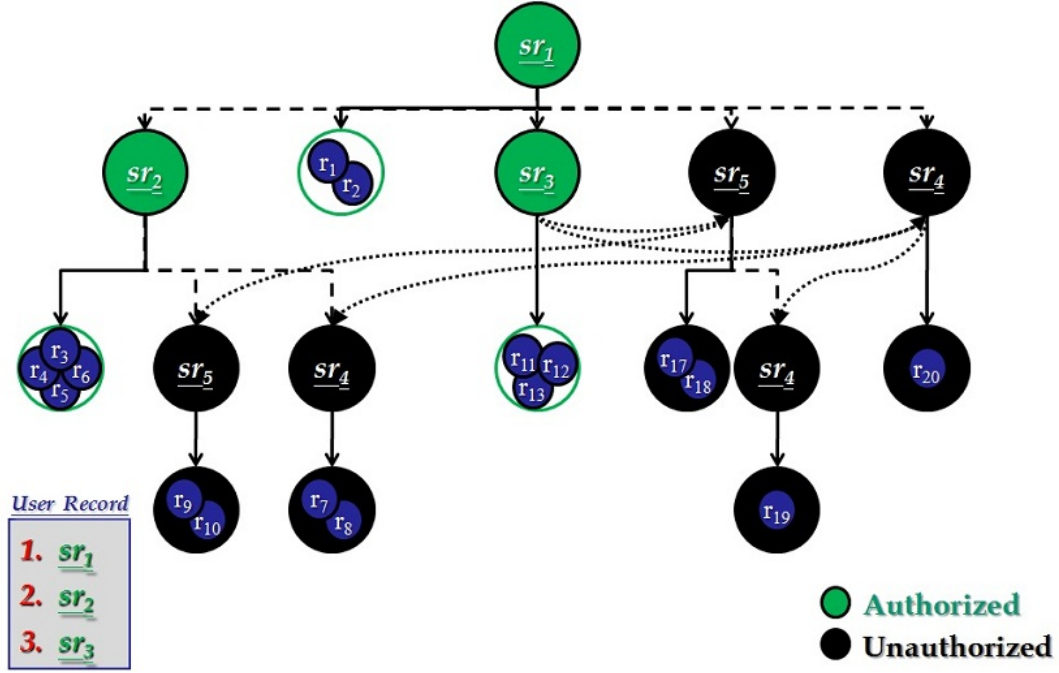 sr1
sr2
r1
r2
sr3
sr5
sr4
r3
r4
r6
r5
sr5
sr4
r11
r12
r13
r17
r18
sr4
r20
r9
r10
r7
r8
r19
User Record
1. sr1
2. sr2
3. sr3
Authorized
Unauthorized